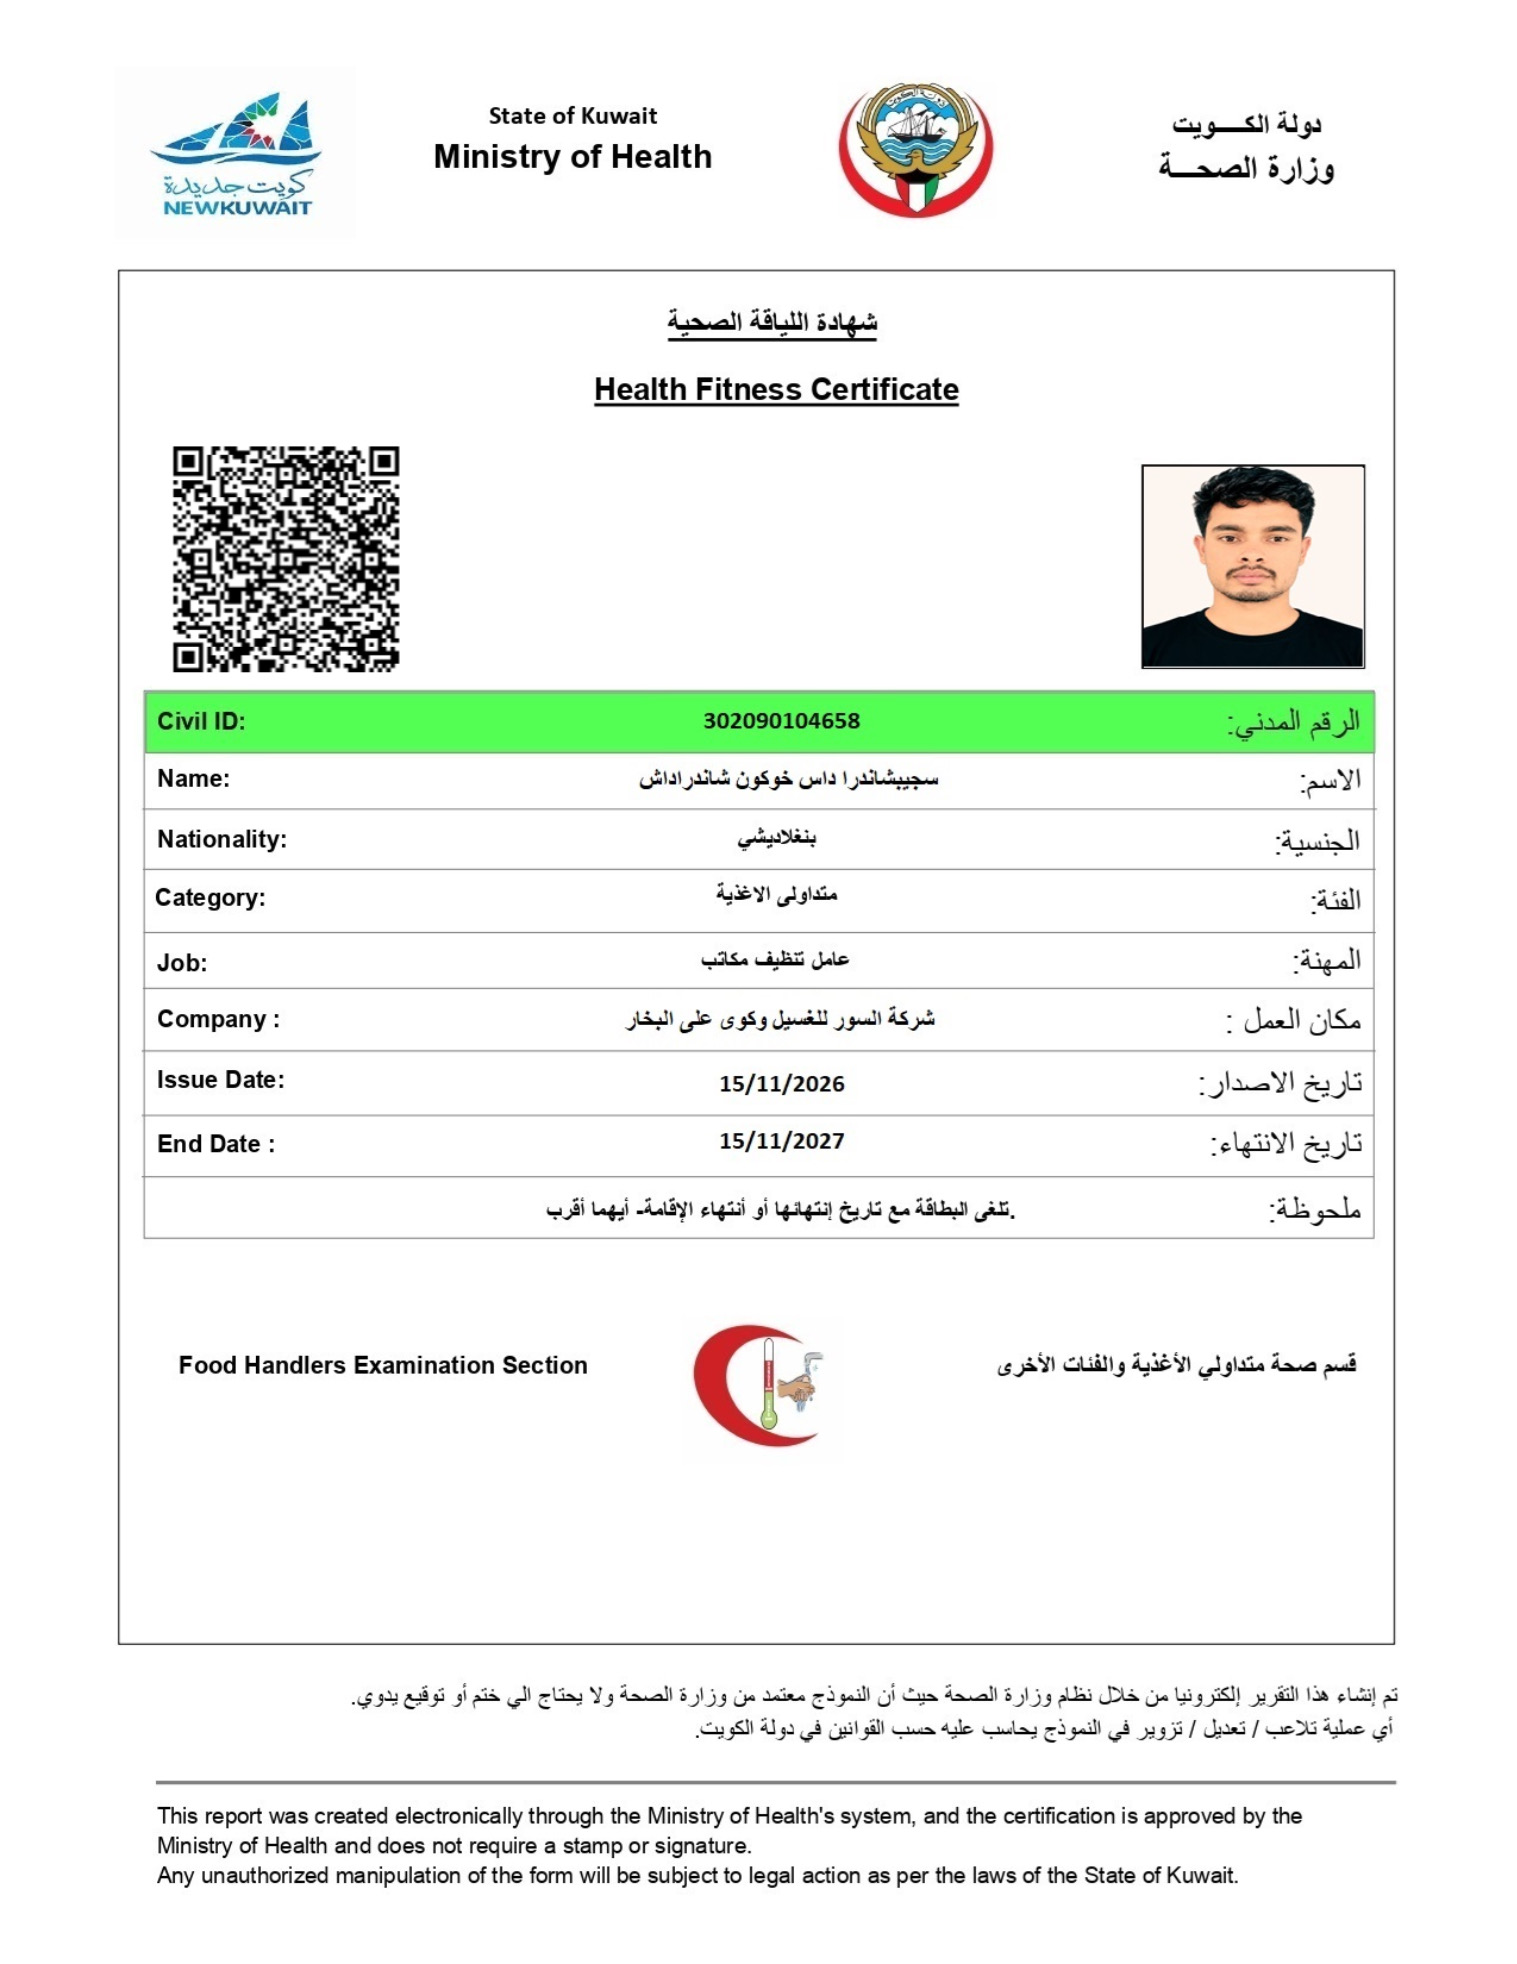 كويت جديدة
NEWKUWAIT
State of Kuwait
Ministry of Health
دولة الكويت
دولة الكـــويت
وزارة الصحـــة
شهادة اللياقة الصحية
Health Fitness Certificate
Civil ID: 302090104658 الرقم المدني:
Name: سجيبشاندرا داس خوكون شاندراداش الاسم:
Nationality: بنغلاديشي الجنسية:
Category: متداولى الاغذية الفئة:
Job: عامل تنظيف مكاتب المهنة:
Company : شركة السور للغسيل وكوى على البخار مكان العمل :
Issue Date: 15/11/2026 تاريخ الاصدار:
End Date : 15/11/2027 تاريخ الانتهاء:
تلغى البطاقة مع تاريخ إنتهائها أو أنتهاء الإقامة- أيهما أقرب. ملحوظة:
Food Handlers Examination Section
قسم صحة متداولي الأغذية والفئات الأخرى
تم إنشاء هذا التقرير إلكترونيا من خلال نظام وزارة الصحة حيث أن النموذج معتمد من وزارة الصحة ولا يحتاج الي ختم أو توقيع يدوي.
أي عملية تلاعب / تعديل / تزوير في النموذج يحاسب عليه حسب القوانين في دولة الكويت.
This report was created electronically through the Ministry of Health's system, and the certification is approved by the
Ministry of Health and does not require a stamp or signature.
Any unauthorized manipulation of the form will be subject to legal action as per the laws of the State of Kuwait.